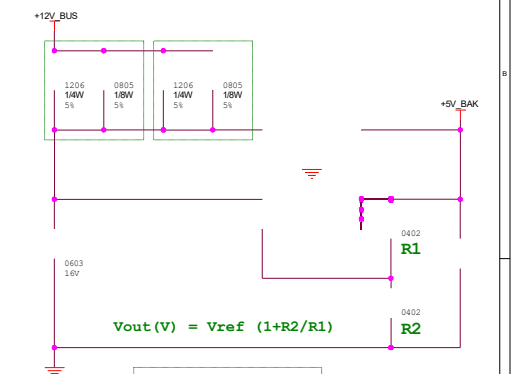 +12V_BUS
1206 0805 1206 0805
1/4W 1/8W 1/4W 1/8W
5% 5% 5% 5%
B
+5V_BAK
0402
R1
0603
16V
0402
R2
Vout(V) = Vref (1+R2/R1)